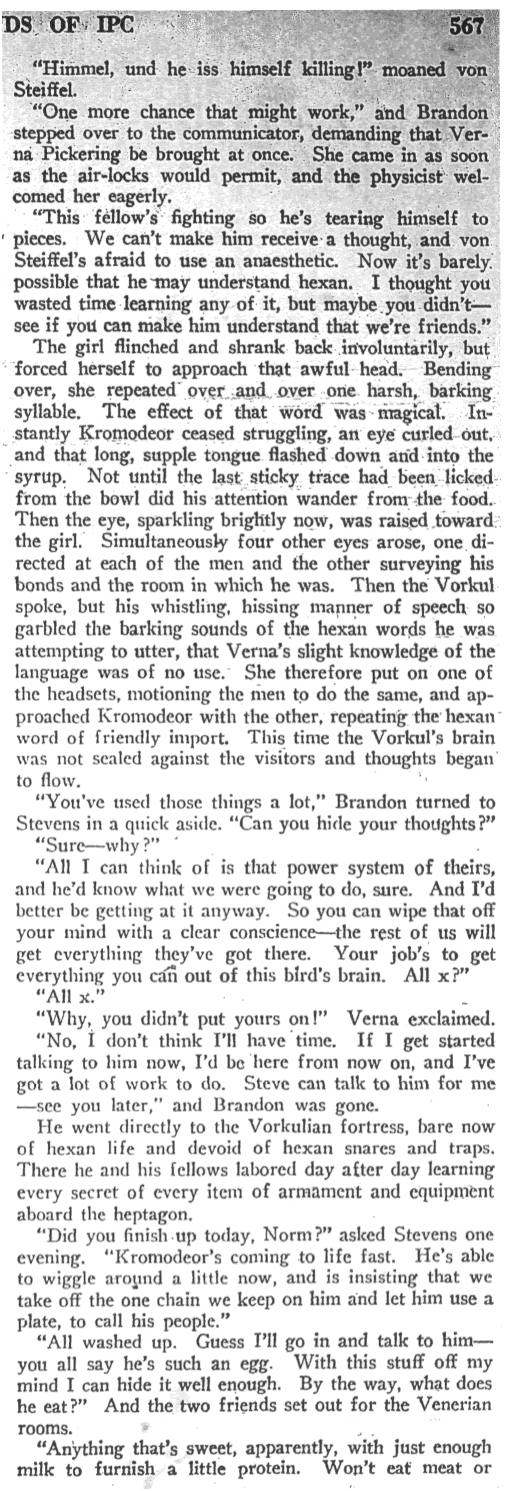 DS OF IPC 567
“Himmel, und he iss himself killing!” moaned von
Steiffel.
“One more chance that might work,” and Brandon
stepped over to the communicator, demanding that Ver-
na Pickering be brought at once. She came in as soon
as the air-locks would permit, and the physicist wel-
comed her eagerly.
“This fellow's fighting so he's tearing himself to
pieces. We can't make him receive a thought, and von
Steiffel's afraid to use an anaesthetic. Now it's barely
possible that he may understand hexan. I thought you
wasted time learning any of it, but maybe you didn't—
see if you can make him understand that we're friends.”
The girl flinched and shrank back involuntarily, but
forced herself to approach that awful head. Bending
over, she repeated over and over one harsh, barking
syllable. The effect of that word was magical. In-
stantly Kromodeor ceased struggling, an eye curled out,
and that long, supple tongue flashed down and into the
syrup. Not until the last sticky trace had been licked
from the bowl did his attention wander from the food.
Then the eye, sparkling brightly now, was raised toward
the girl. Simultaneously four other eyes arose, one di-
rected at each of the men and the other surveying his
bonds and the room in which he was. Then the Vorkul
spoke, but his whistling, hissing manner of speech so
garbled the barking sounds of the hexan words he was
attempting to utter, that Verna's slight knowledge of the
language was of no use. She therefore put on one of
the headsets, motioning the men to do the same, and ap-
proached Kromodeor with the other, repeating the hexan
word of friendly import. This time the Vorkul's brain
was not sealed against the visitors and thoughts began
to flow.
“You've used those things a lot,” Brandon turned to
Stevens in a quick aside. “Can you hide your thoughts?”
“Sure—why?”
“All I can think of is that power system of theirs,
and he'd know what we were going to do, sure. And I'd
better be getting at it anyway. So you can wipe that off
your mind with a clear conscience—the rest of us will
get everything they've got there. Your job's to get
everything you can out of this bird's brain. All x?”
“All x.”
“Why, you didn't put yours on!” Verna exclaimed.
“No, I don't think I'll have time. If I get started
talking to him now, I'd be here from now on, and I've
got a lot of work to do. Steve can talk to him for me
—see you later,” and Brandon was gone.
He went directly to the Vorkulian fortress, bare now
of hexan life and devoid of hexan snares and traps.
There he and his fellows labored day after day learning
every secret of every item of armament and equipment
aboard the heptagon.
“Did you finish up today, Norm?” asked Stevens one
evening. “Kromodeor's coming to life fast. He's able
to wiggle around a little now, and is insisting that we
take off the one chain we keep on him and let him use a
plate, to call his people.”
“All washed up. Guess I'll go in and talk to him—
you all say he's such an egg. With this stuff off my
mind I can hide it well enough. By the way, what does
he eat?” And the two friends set out for the Venerian
rooms.
“Anything that's sweet, apparently, with just enough
milk to furnish a little protein. Won't eat meat or